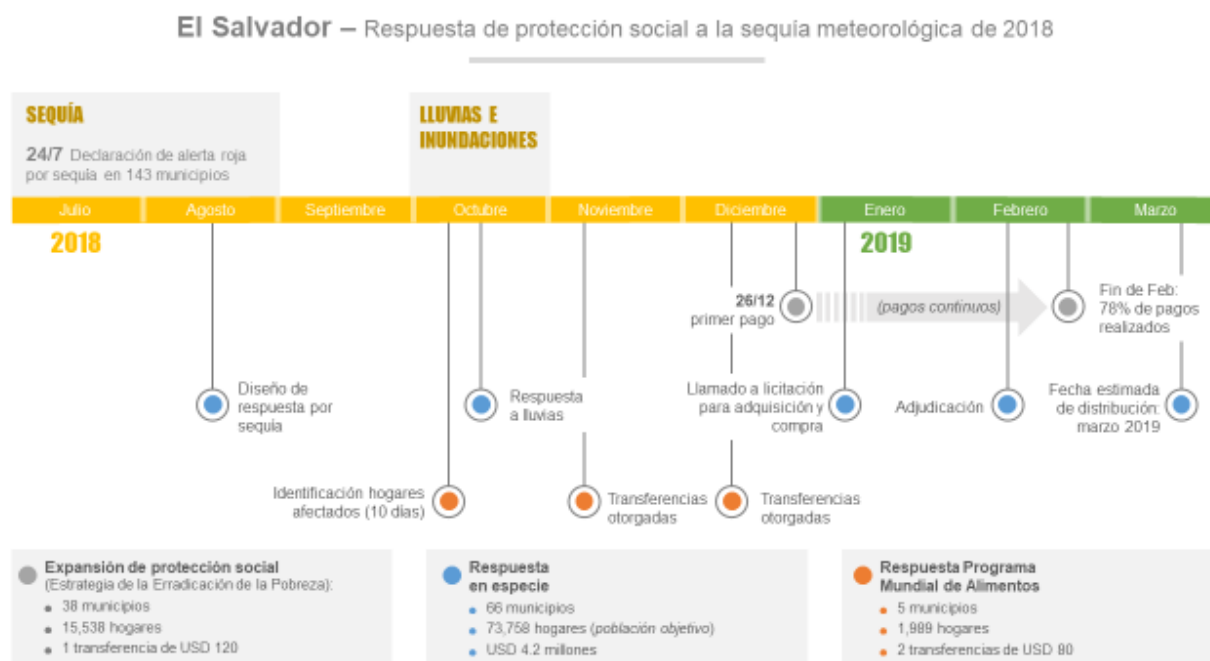 El Salvador – Respuesta de protección social a la sequía meteorológica de 2018
SEQUÍA
24/7 Declaración de alerta roja
por sequía en 143 municipios
LLUVIAS E
INUNDACIONES
Julio
Agosto
Septiembre
Octubre
Noviembre
Diciembre
Enero
Febrero
Marzo
2018
2019
26/12
primer pago
(pagos continuos)
Fin de Feb:
78% de pagos
realizados
Diseño de
respuesta por
sequía
Respuesta
a lluvias
Llamado a licitación
para adquisición y
compra
Adjudicación
Fecha estimada
de distribución:
marzo 2019
Identificación hogares
afectados (10 días)
Transferencias
otorgadas
Transferencias
otorgadas
Expansión de protección social
(Estrategia de la Erradicación de la Pobreza):
38 municipios
15,538 hogares
1 transferencia de USD 120
Respuesta
en especie
66 municipios
73,758 hogares (población objetivo)
USD 4.2 millones
Respuesta Programa
Mundial de Alimentos
5 municipios
1,989 hogares
2 transferencias de USD 80